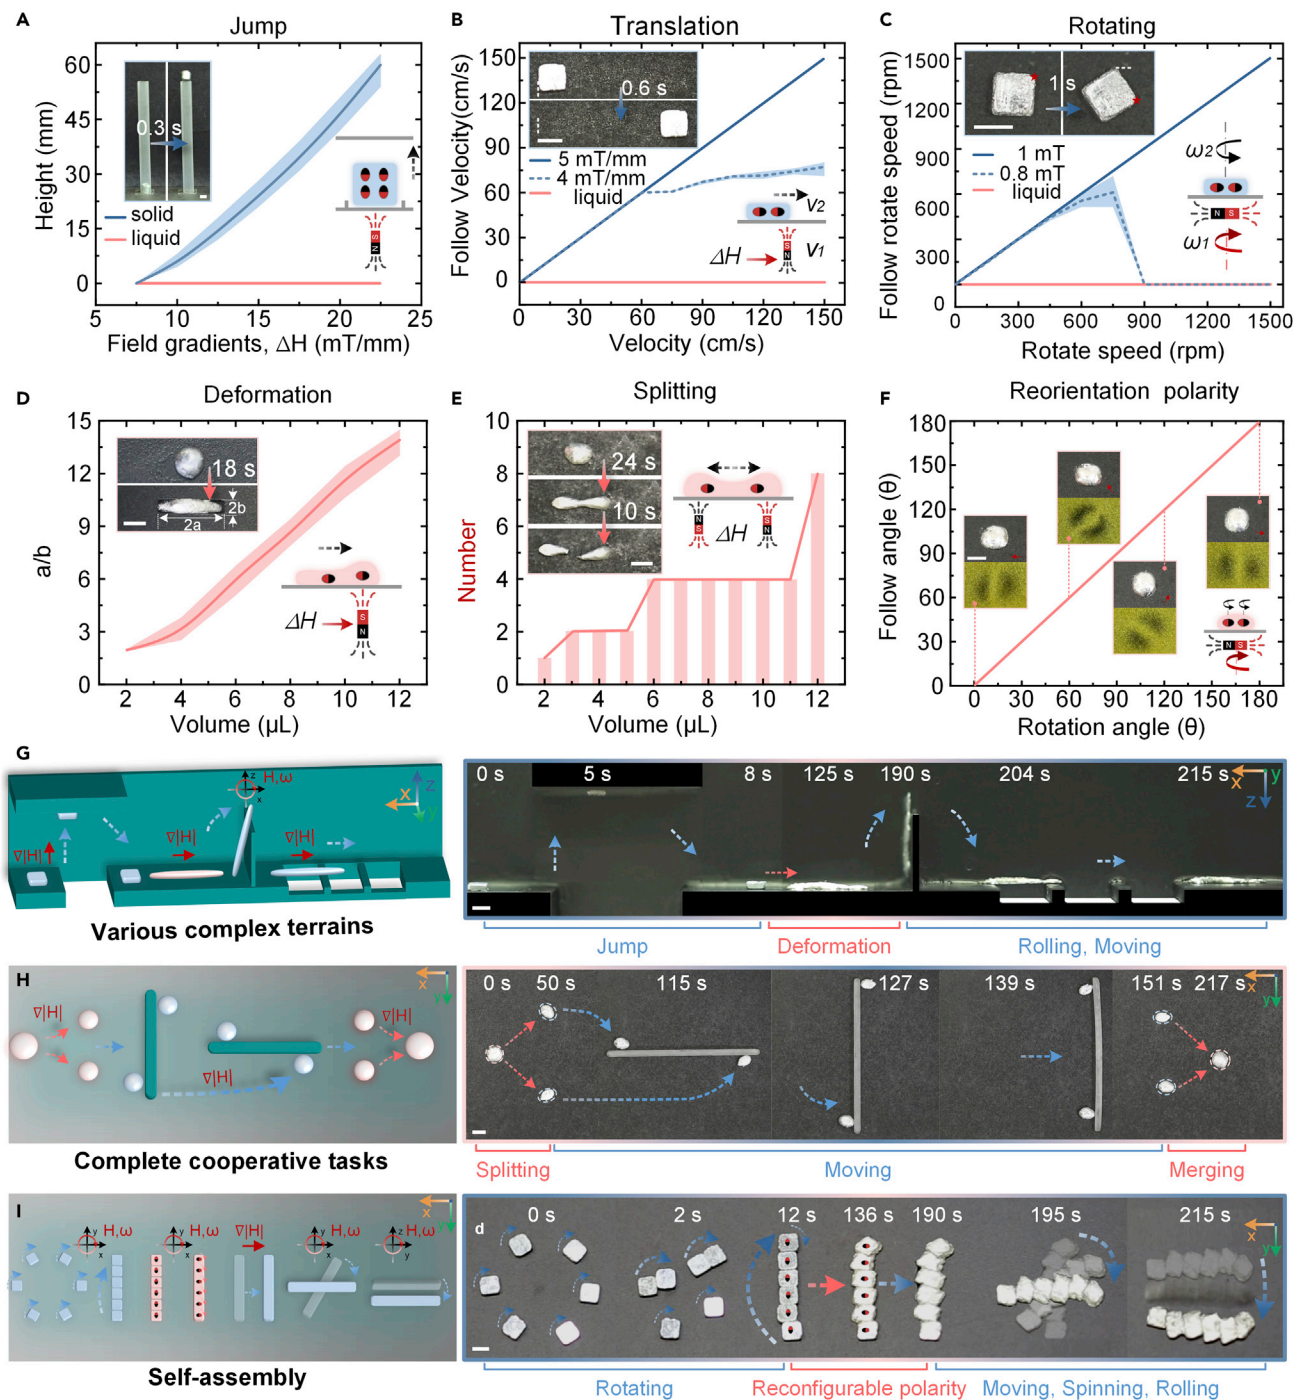 A
Jump
Height (mm)
60
45
30
15
0
5
10
15
20
25
Field gradients, ΔH (mT/mm)
0.3 s
solid
liquid
S
N
B
Translation
Follow Velocity(cm/s)
150
120
90
60
30
0
0
30
60
90
120
150
Velocity (cm/s)
0.6 s
5 mT/mm
4 mT/mm
liquid
V2
ΔH
V1
S
N
C
Rotating
Follow rotate speed (rpm)
1500
1200
900
600
300
0
0
300
600
900
1200
1500
Rotate speed (rpm)
1 s
1 mT
0.8 mT
liquid
ω2
N S
ω1
D
Deformation
a/b
15
12
9
6
3
0
2
4
6
8
10
12
Volume (µL)
18 s
2b
2a
ΔH
S
N
E
Splitting
Number
10
8
6
4
2
0
2
4
6
8
10
12
Volume (µL)
24 s
10 s
N
S
S
N
ΔH
F
Reorientation polarity
Follow angle (θ)
180
150
120
90
60
30
0
0
30
60
90
120
150
180
Rotation angle (θ)
N S
G
∇|H|
∇|H|
z
H,ω
x
∇|H|
z
x
y
Various complex terrains
0 s
5 s
8 s
125 s
190 s
204 s
215 s
x
y
z
Jump
Deformation
Rolling, Moving
H
∇|H|
∇|H|
∇|H|
x
y
Complete cooperative tasks
0 s
50 s
115 s
127 s
139 s
151 s
217 s
x
y
Splitting
Moving
Merging
I
y
H,ω
x
y
H,ω
x
∇|H|
y
H,ω
x
z
H,ω
y
x
y
Self-assembly
d
0 s
2 s
12 s
136 s
190 s
195 s
215 s
x
y
Rotating
Reconfigurable polarity
Moving, Spinning, Rolling